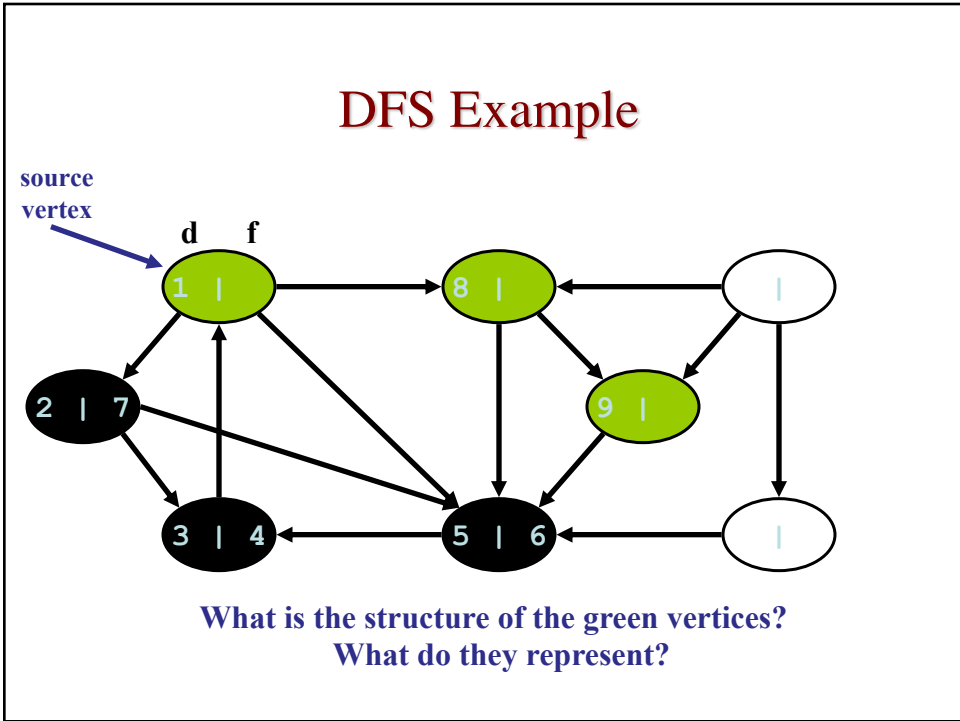 DFS Example
source
vertex
d f
1 |
8 |
|
2 | 7
9 |
3 | 4
5 | 6
|
What is the structure of the green vertices?
What do they represent?